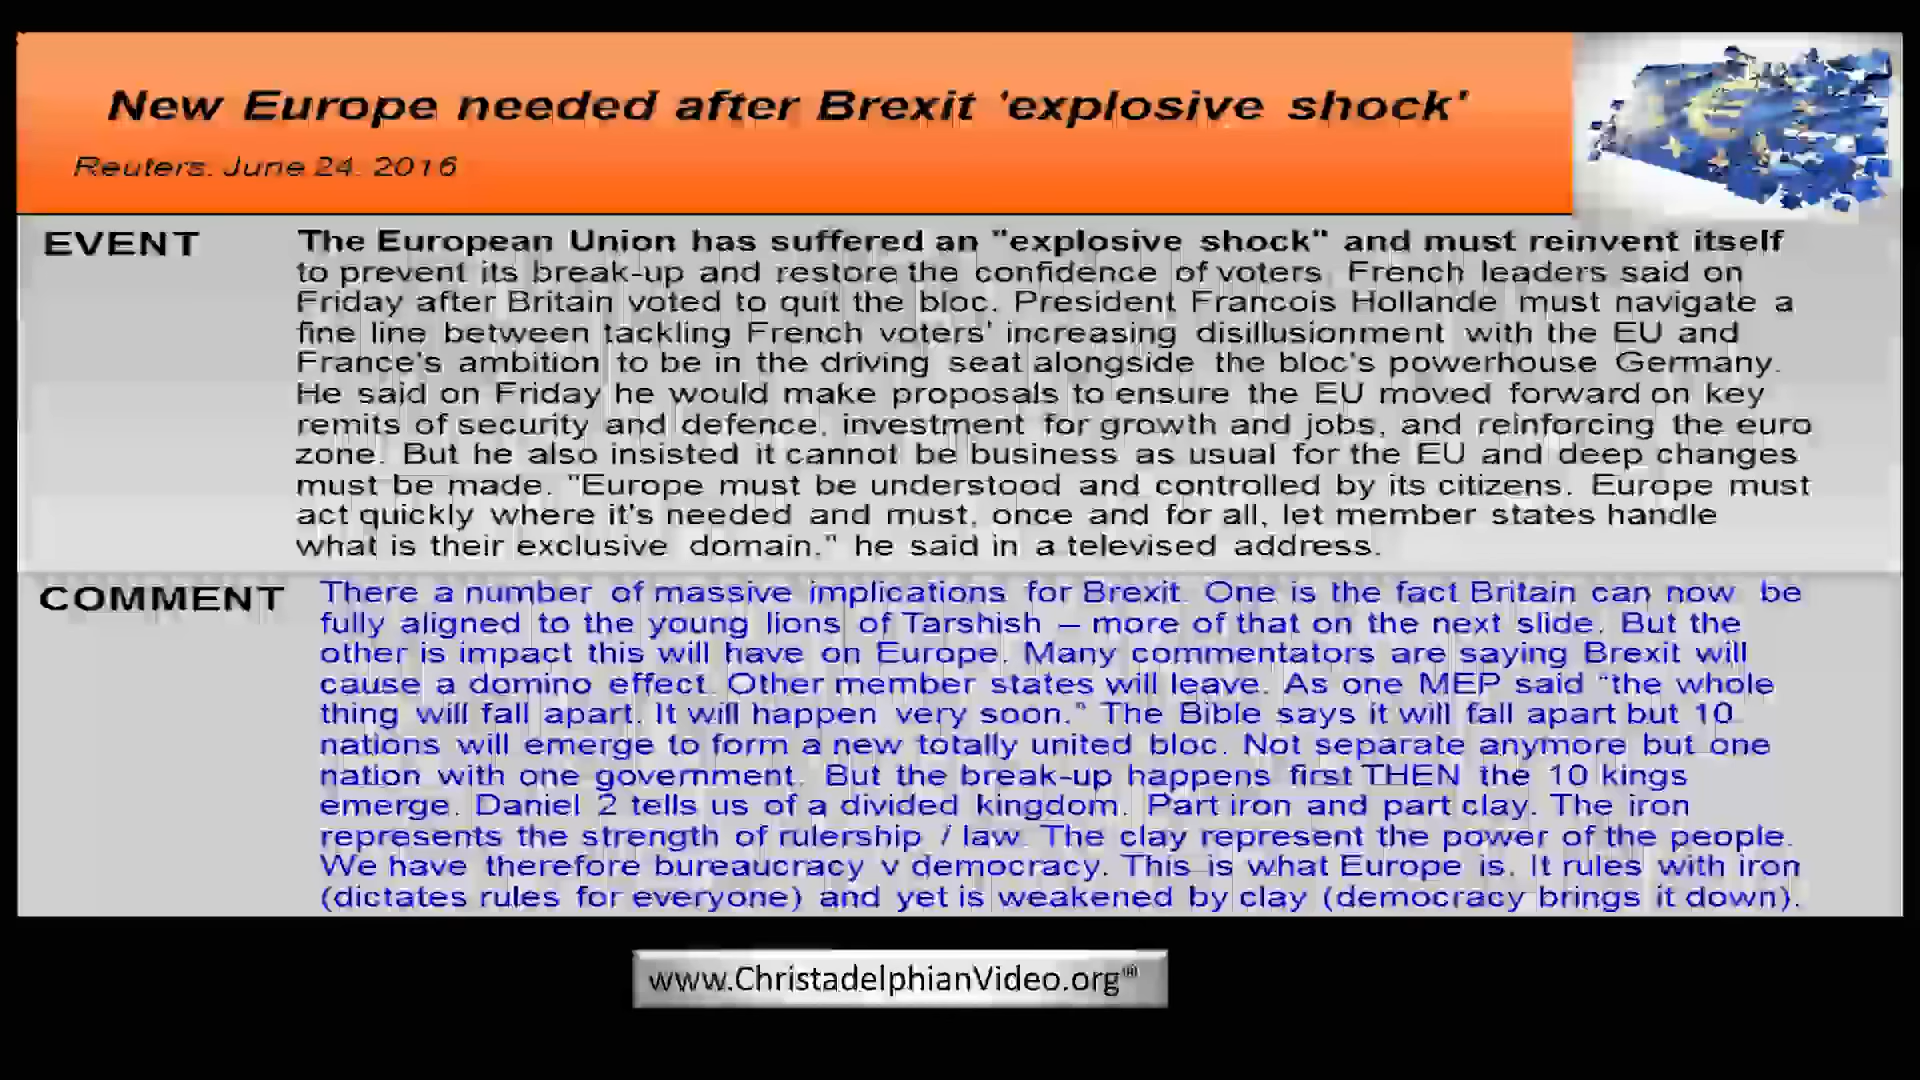 New Europe needed after Brexit 'explosive shock'
Reuters. June 24. 2016
EVENT
The European Union has suffered an "explosive shock" and must reinvent itself
to prevent its break-up and restore the confidence of voters, French leaders said on
Friday after Britain voted to quit the bloc. President Francois Hollande must navigate a
fine line between tackling French voters' increasing disillusionment with the EU and
France's ambition to be in the driving seat alongside the bloc's powerhouse Germany.
He said on Friday he would make proposals to ensure the EU moved forward on key
remits of security and defence, investment for growth and jobs, and reinforcing the euro
zone. But he also insisted it cannot be business as usual for the EU and deep changes
must be made. "Europe must be understood and controlled by its citizens. Europe must
act quickly where it's needed and must, once and for all, let member states handle
what is their exclusive domain." he said in a televised address.
COMMENT
There a number of massive implications for Brexit. One is the fact Britain can now be
fully aligned to the young lions of Tarshish – more of that on the next slide. But the
other is impact this will have on Europe. Many commentators are saying Brexit will
cause a domino effect. Other member states will leave. As one MEP said "the whole
thing will fall apart. It will happen very soon." The Bible says it will fall apart but 10
nations will emerge to form a new totally united bloc. Not separate anymore but one
nation with one government. But the break-up happens first THEN the 10 kings
emerge. Daniel 2 tells us of a divided kingdom. Part iron and part clay. The iron
represents the strength of rulership / law. The clay represent the power of the people.
We have therefore bureaucracy v democracy. This is what Europe is. It rules with iron
(dictates rules for everyone) and yet is weakened by clay (democracy brings it down).
www.ChristadelphianVideo.org®